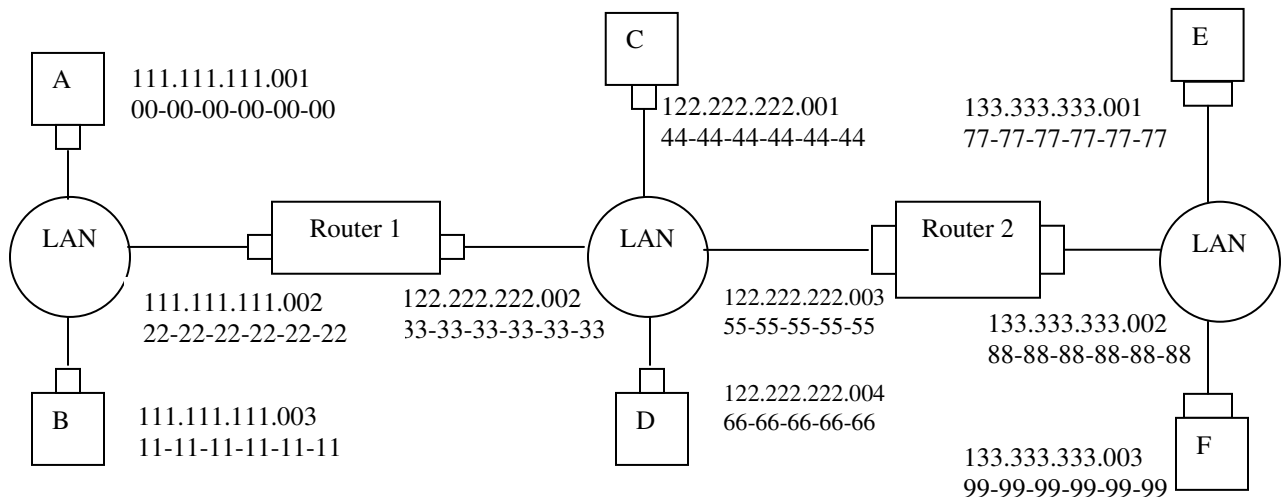 A
111.111.111.001
00-00-00-00-00-00
C
122.222.222.001
44-44-44-44-44-44
E
133.333.333.001
77-77-77-77-77-77
LAN
Router 1
LAN
Router 2
LAN
111.111.111.002
22-22-22-22-22-22
122.222.222.002
33-33-33-33-33-33
122.222.222.003
55-55-55-55-55
133.333.333.002
88-88-88-88-88-88
B
111.111.111.003
11-11-11-11-11-11
D
122.222.222.004
66-66-66-66-66
F
133.333.333.003
99-99-99-99-99-99